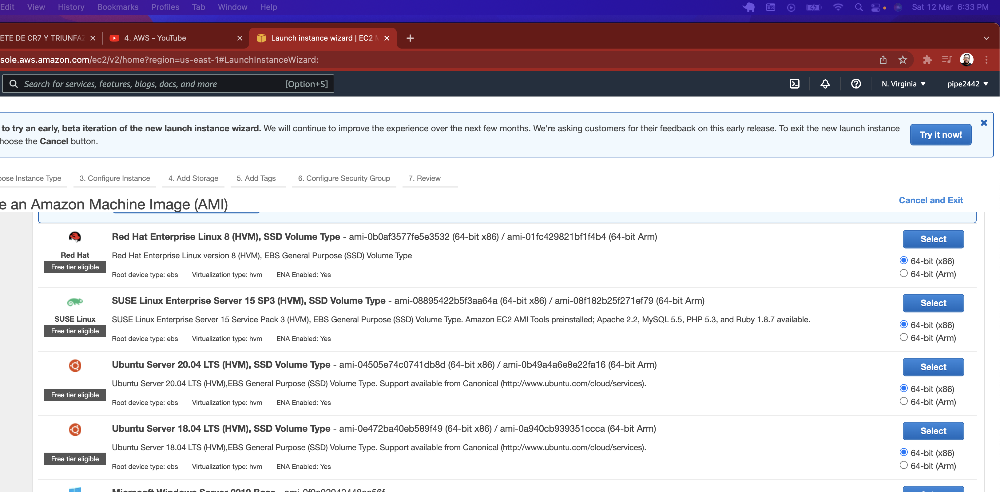 Edit View History Bookmarks Profiles Tab Window Help Sat 12 Mar 6:33 PM
ETE DE CR7 Y TRIUNFAZ 4. AWS - YouTube Launch instance wizard | EC2 M
sole.aws.amazon.com/ec2/v2/home?region=us-east-1#LaunchInstanceWizard:
Search for services, features, blogs, docs, and more [Option+S] N. Virginia ▼ pipe2442 ▼
to try an early, beta iteration of the new launch instance wizard. We will continue to improve the experience over the next few months. We're asking customers for their feedback on this early release. To exit the new launch instance
hoose the Cancel button.
Try it now!
ose Instance Type 3. Configure Instance 4. Add Storage 5. Add Tags 6. Configure Security Group 7. Review
e an Amazon Machine Image (AMI)
Cancel and Exit
Red Hat Enterprise Linux 8 (HVM), SSD Volume Type - ami-0b0af3577fe5e3532 (64-bit x86) / ami-01fc429821bf1f4b4 (64-bit Arm)
Select
Red Hat
Red Hat Enterprise Linux version 8 (HVM), EBS General Purpose (SSD) Volume Type
64-bit (x86)
Free tier eligible
Root device type: ebs Virtualization type: hvm ENA Enabled: Yes
64-bit (Arm)
SUSE Linux Enterprise Server 15 SP3 (HVM), SSD Volume Type - ami-08895422b5f3aa64a (64-bit x86) / ami-08f182b25f271ef79 (64-bit Arm)
Select
SUSE Linux
SUSE Linux Enterprise Server 15 Service Pack 3 (HVM), EBS General Purpose (SSD) Volume Type. Amazon EC2 AMI Tools preinstalled; Apache 2.2, MySQL 5.5, PHP 5.3, and Ruby 1.8.7 available.
64-bit (x86)
Free tier eligible
Root device type: ebs Virtualization type: hvm ENA Enabled: Yes
64-bit (Arm)
Ubuntu Server 20.04 LTS (HVM), SSD Volume Type - ami-04505e74c0741db8d (64-bit x86) / ami-0b49a4a6e8e22fa16 (64-bit Arm)
Select
Ubuntu Server 20.04 LTS (HVM),EBS General Purpose (SSD) Volume Type. Support available from Canonical (http://www.ubuntu.com/cloud/services).
64-bit (x86)
Free tier eligible
Root device type: ebs Virtualization type: hvm ENA Enabled: Yes
64-bit (Arm)
Ubuntu Server 18.04 LTS (HVM), SSD Volume Type - ami-0e472ba40eb589f49 (64-bit x86) / ami-0a940cb939351ccca (64-bit Arm)
Select
Ubuntu Server 18.04 LTS (HVM),EBS General Purpose (SSD) Volume Type. Support available from Canonical (http://www.ubuntu.com/cloud/services).
64-bit (x86)
Free tier eligible
Root device type: ebs Virtualization type: hvm ENA Enabled: Yes
64-bit (Arm)
Microsoft Windows Server 2019 Base